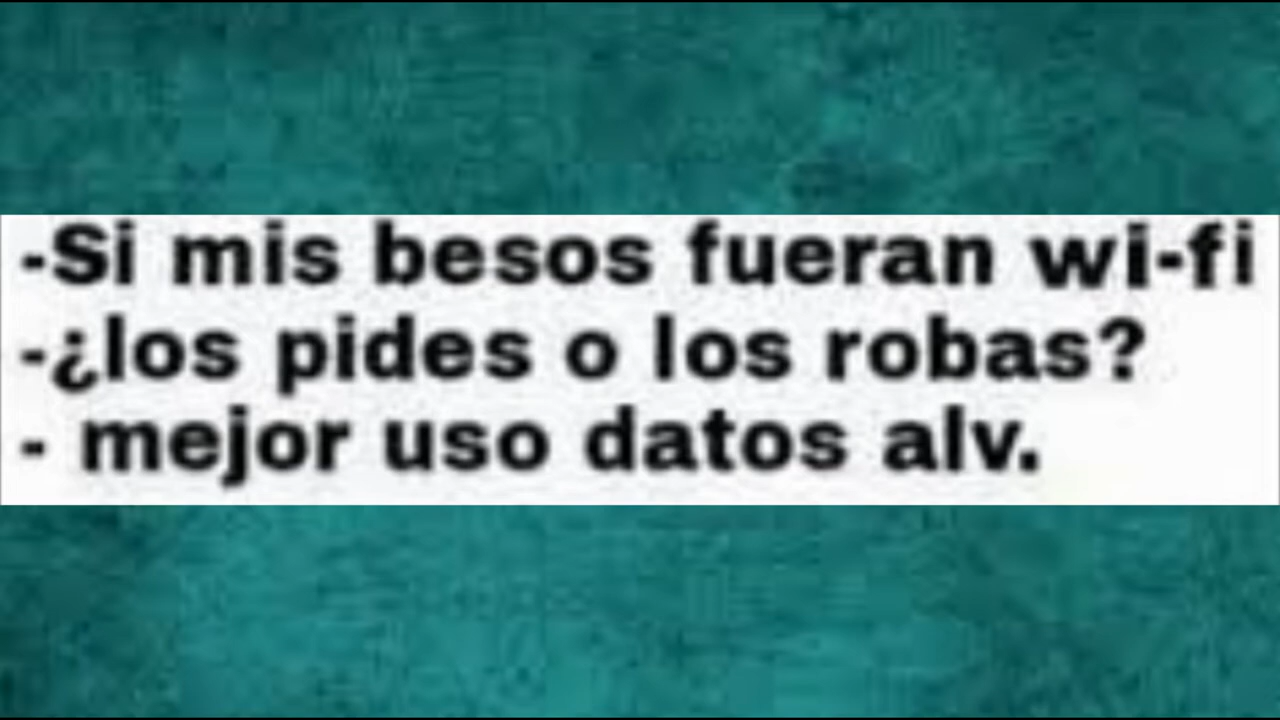 -Si mis besos fueran wi-fi
-¿los pides o los robas?
- mejor uso datos alv.